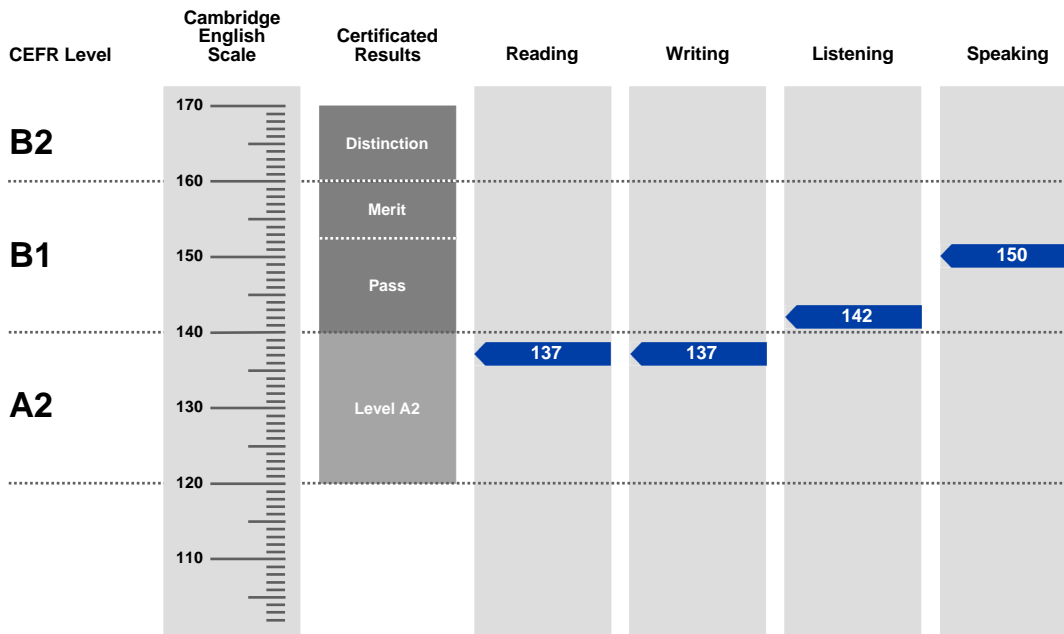 CEFR Level
Cambridge
English
Scale
Certificated
Results
Reading
Writing
Listening
Speaking
170
B2
Distinction
160
Merit
B1
150
150
Pass
142
140
137
137
A2
130
Level A2
120
110